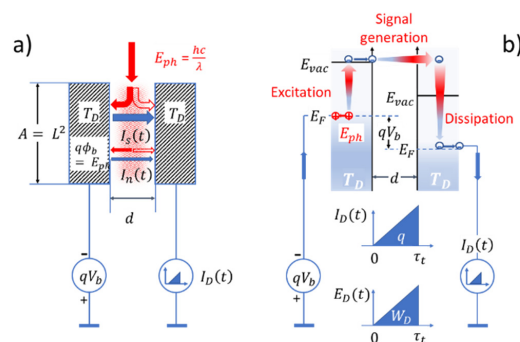 a)
E_ph = hc/λ
T_D
T_D
A = L²
I_s(t)
qϕ_b
= E_ph
I_n(t)
d
−
qV_b
+
I_D(t)
b)
Signal
generation
E_vac
Excitation
E_vac
E_F
qV_b
Dissipation
E_ph
E_F
T_D
d
T_D
I_D(t)
q
0
τ_t
I_D(t)
−
qV_b
+
E_D(t)
W_D
0
τ_t